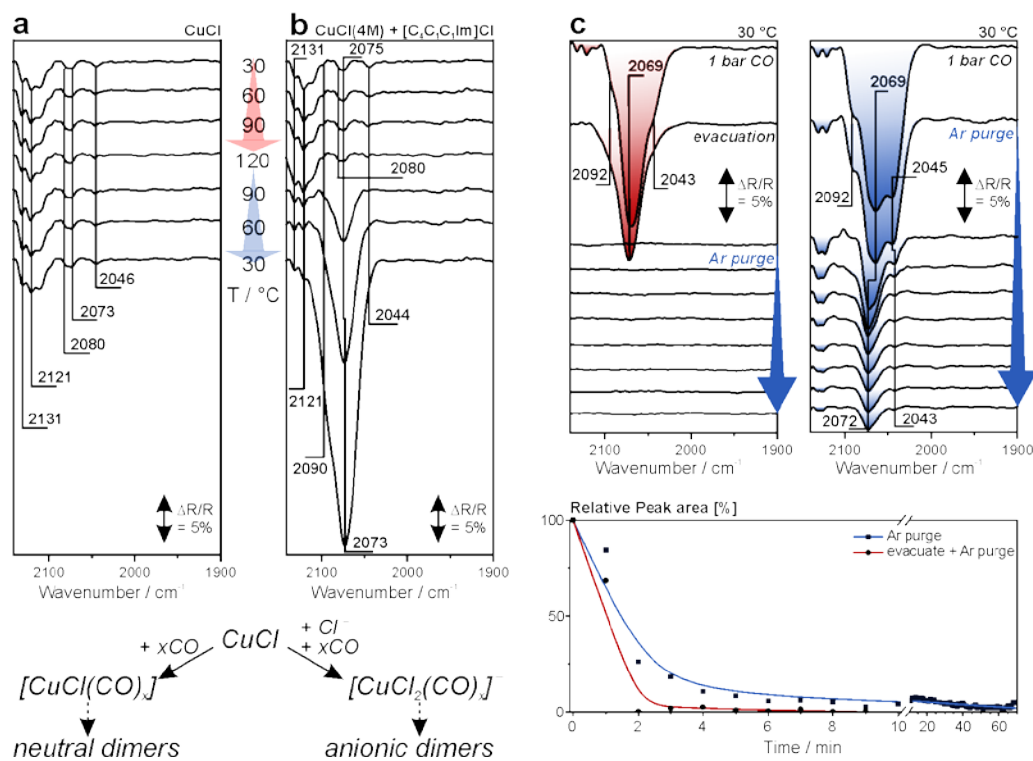 a
CuCl
2131
2121
2080
2073
2046
ΔR/R
= 5%
2100
2000
1900
Wavenumber / cm⁻¹
30
60
90
120
90
60
30
T / °C
b
CuCl(4M) + [C₄C₁C₁Im]Cl
2131
2075
2080
2044
2121
2090
2073
ΔR/R
= 5%
2100
2000
1900
Wavenumber / cm⁻¹
+ xCO
CuCl
+ Cl⁻
+ xCO
[CuCl(CO)ₓ]
[CuCl₂(CO)ₓ]⁻
neutral dimers
anionic dimers
c
30 °C
1 bar CO
2069
evacuation
2092
2043
ΔR/R
= 5%
Ar purge
2100
2000
1900
Wavenumber / cm⁻¹
30 °C
1 bar CO
2069
Ar purge
2045
2092
ΔR/R
= 5%
2072
2043
2100
2000
1900
Wavenumber / cm⁻¹
Relative Peak area [%]
100
50
0
Ar purge
evacuate + Ar purge
0
2
4
6
8
10
20
40
60
Time / min